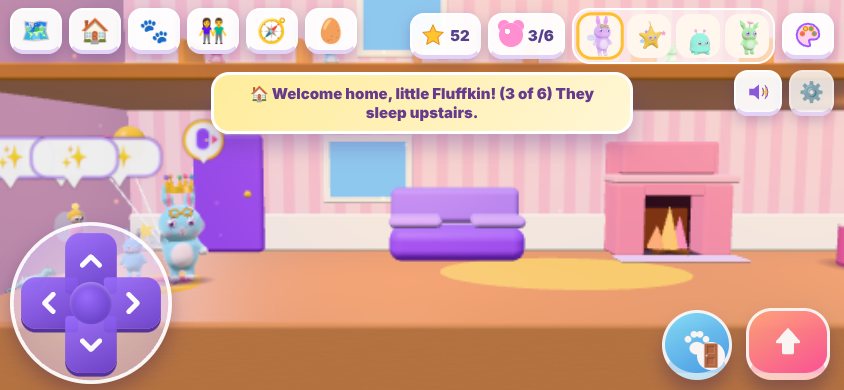 52
3/6
🏠 Welcome home, little Fluffkin! (3 of 6) They
sleep upstairs.